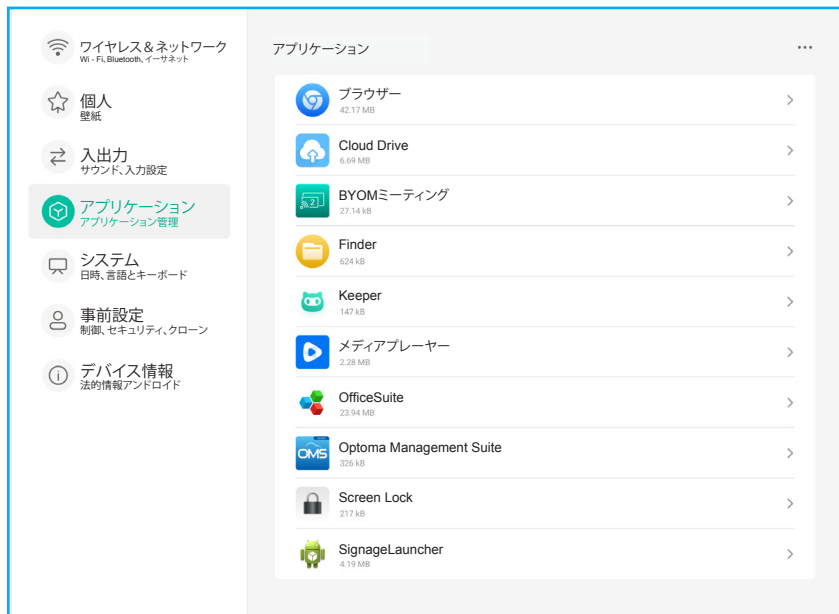 ワイヤレス&ネットワーク
Wi - Fi、Bluetooth、イーサネット
個人
壁紙
入出力
サウンド、入力設定
アプリケーション
アプリケーション管理
システム
日時、言語とキーボード
事前設定
制御、セキュリティ、クローン
デバイス情報
法的情報アンドロイド
アプリケーション
ブラウザー
42.17 MB
Cloud Drive
6.69 MB
2
BYOMミーティング
27.14 kB
Finder
624 kB
Keeper
147 kB
メディアプレーヤー
2.28 MB
OfficeSuite
23.94 MB
OMS
Optoma Management Suite
326 kB
Screen Lock
217 kB
SignageLauncher
4.19 MB